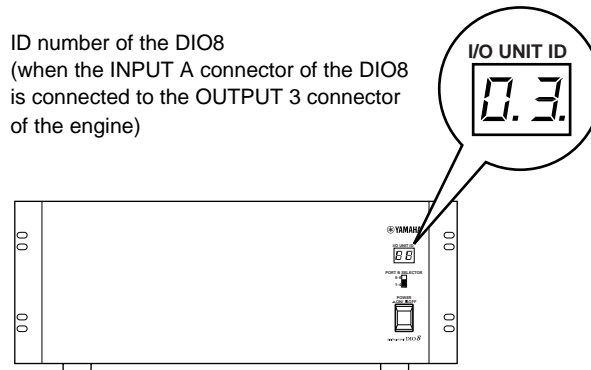 ID number of the DIO8
(when the INPUT A connector of the DIO8
is connected to the OUTPUT 3 connector
of the engine)
I/O UNIT ID
0.3.
YAMAHA
I/O UNIT ID
88
PORT B SELECTOR
POWER
DIO8